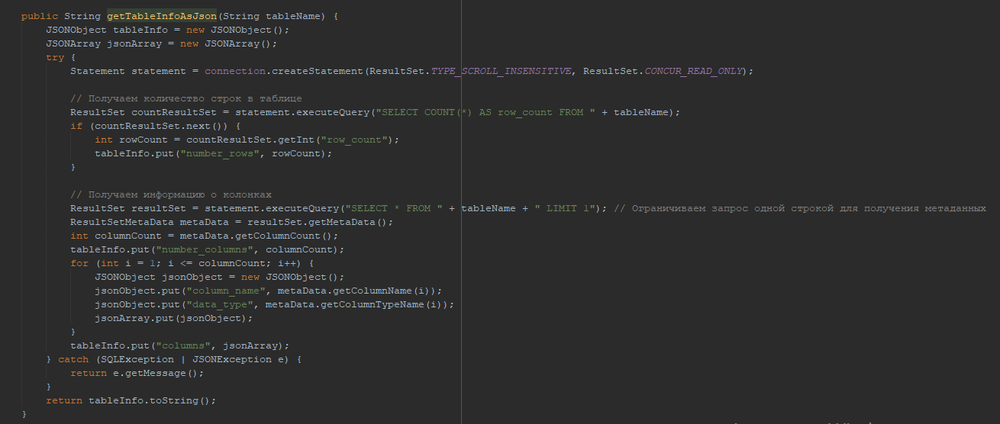 public String getTableInfoAsJson(String tableName) {
JSONObject tableInfo = new JSONObject();
JSONArray jsonArray = new JSONArray();
try {
Statement statement = connection.createStatement(ResultSet.TYPE_SCROLL_INSENSITIVE, ResultSet.CONCUR_READ_ONLY);
// Получаем количество строк в таблице
ResultSet countResultSet = statement.executeQuery("SELECT COUNT(*) AS row_count FROM " + tableName);
if (countResultSet.next()) {
int rowCount = countResultSet.getInt("row_count");
tableInfo.put("number_rows", rowCount);
}
// Получаем информацию о колонках
ResultSet resultSet = statement.executeQuery("SELECT * FROM " + tableName + " LIMIT 1"); // Ограничиваем запрос одной строкой для получения метаданных
ResultSetMetaData metaData = resultSet.getMetaData();
int columnCount = metaData.getColumnCount();
tableInfo.put("number_columns", columnCount);
for (int i = 1; i <= columnCount; i++) {
JSONObject jsonObject = new JSONObject();
jsonObject.put("column_name", metaData.getColumnName(i));
jsonObject.put("data_type", metaData.getColumnTypeName(i));
jsonArray.put(jsonObject);
}
tableInfo.put("columns", jsonArray);
} catch (SQLException | JSONException e) {
return e.getMessage();
}
return tableInfo.toString();
}